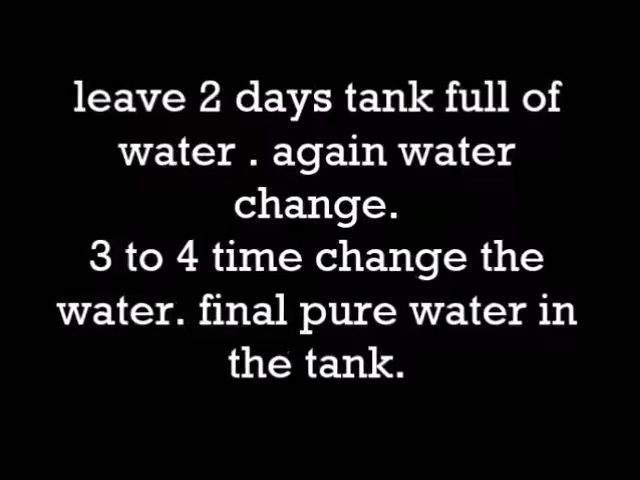 leave 2 days tank full of
water . again water
change.
3 to 4 time change the
water. final pure water in
the tank.